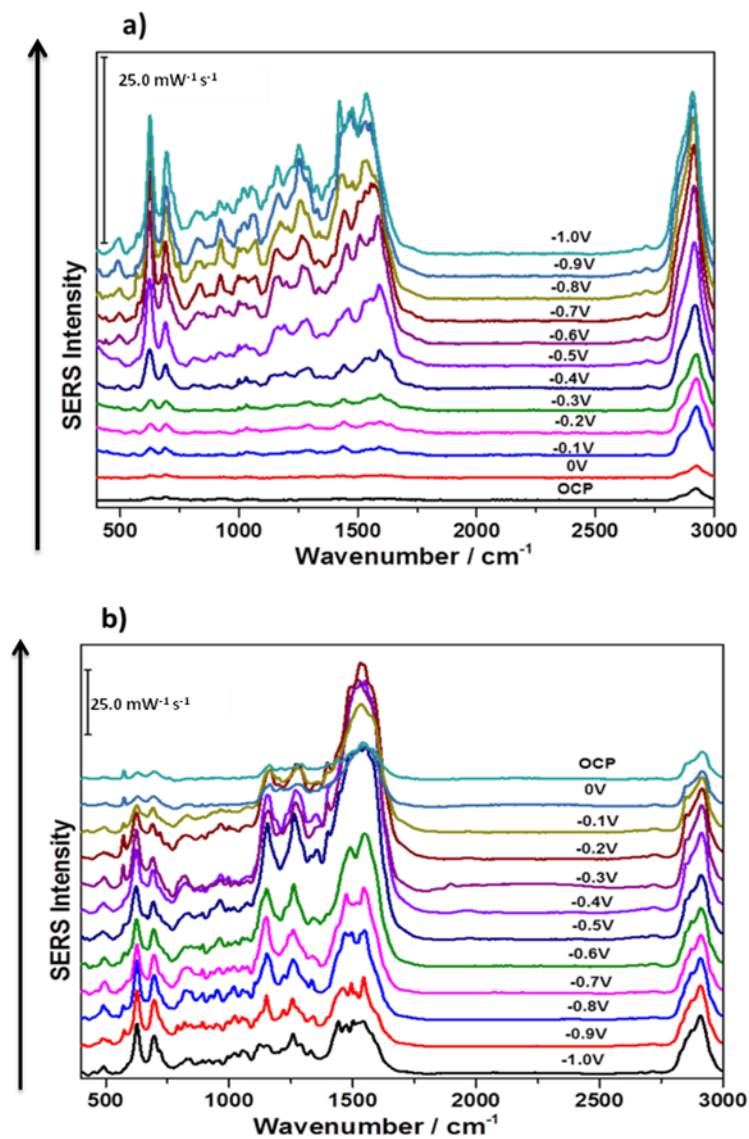 a)
25.0 mW⁻¹ s⁻¹
-1.0V
-0.9V
-0.8V
-0.7V
-0.6V
-0.5V
-0.4V
-0.3V
-0.2V
-0.1V
0V
OCP
SERS Intensity
500 1000 1500 2000 2500 3000
Wavenumber / cm⁻¹
b)
25.0 mW⁻¹ s⁻¹
OCP
0V
-0.1V
-0.2V
-0.3V
-0.4V
-0.5V
-0.6V
-0.7V
-0.8V
-0.9V
-1.0V
SERS Intensity
500 1000 1500 2000 2500 3000
Wavenumber / cm⁻¹